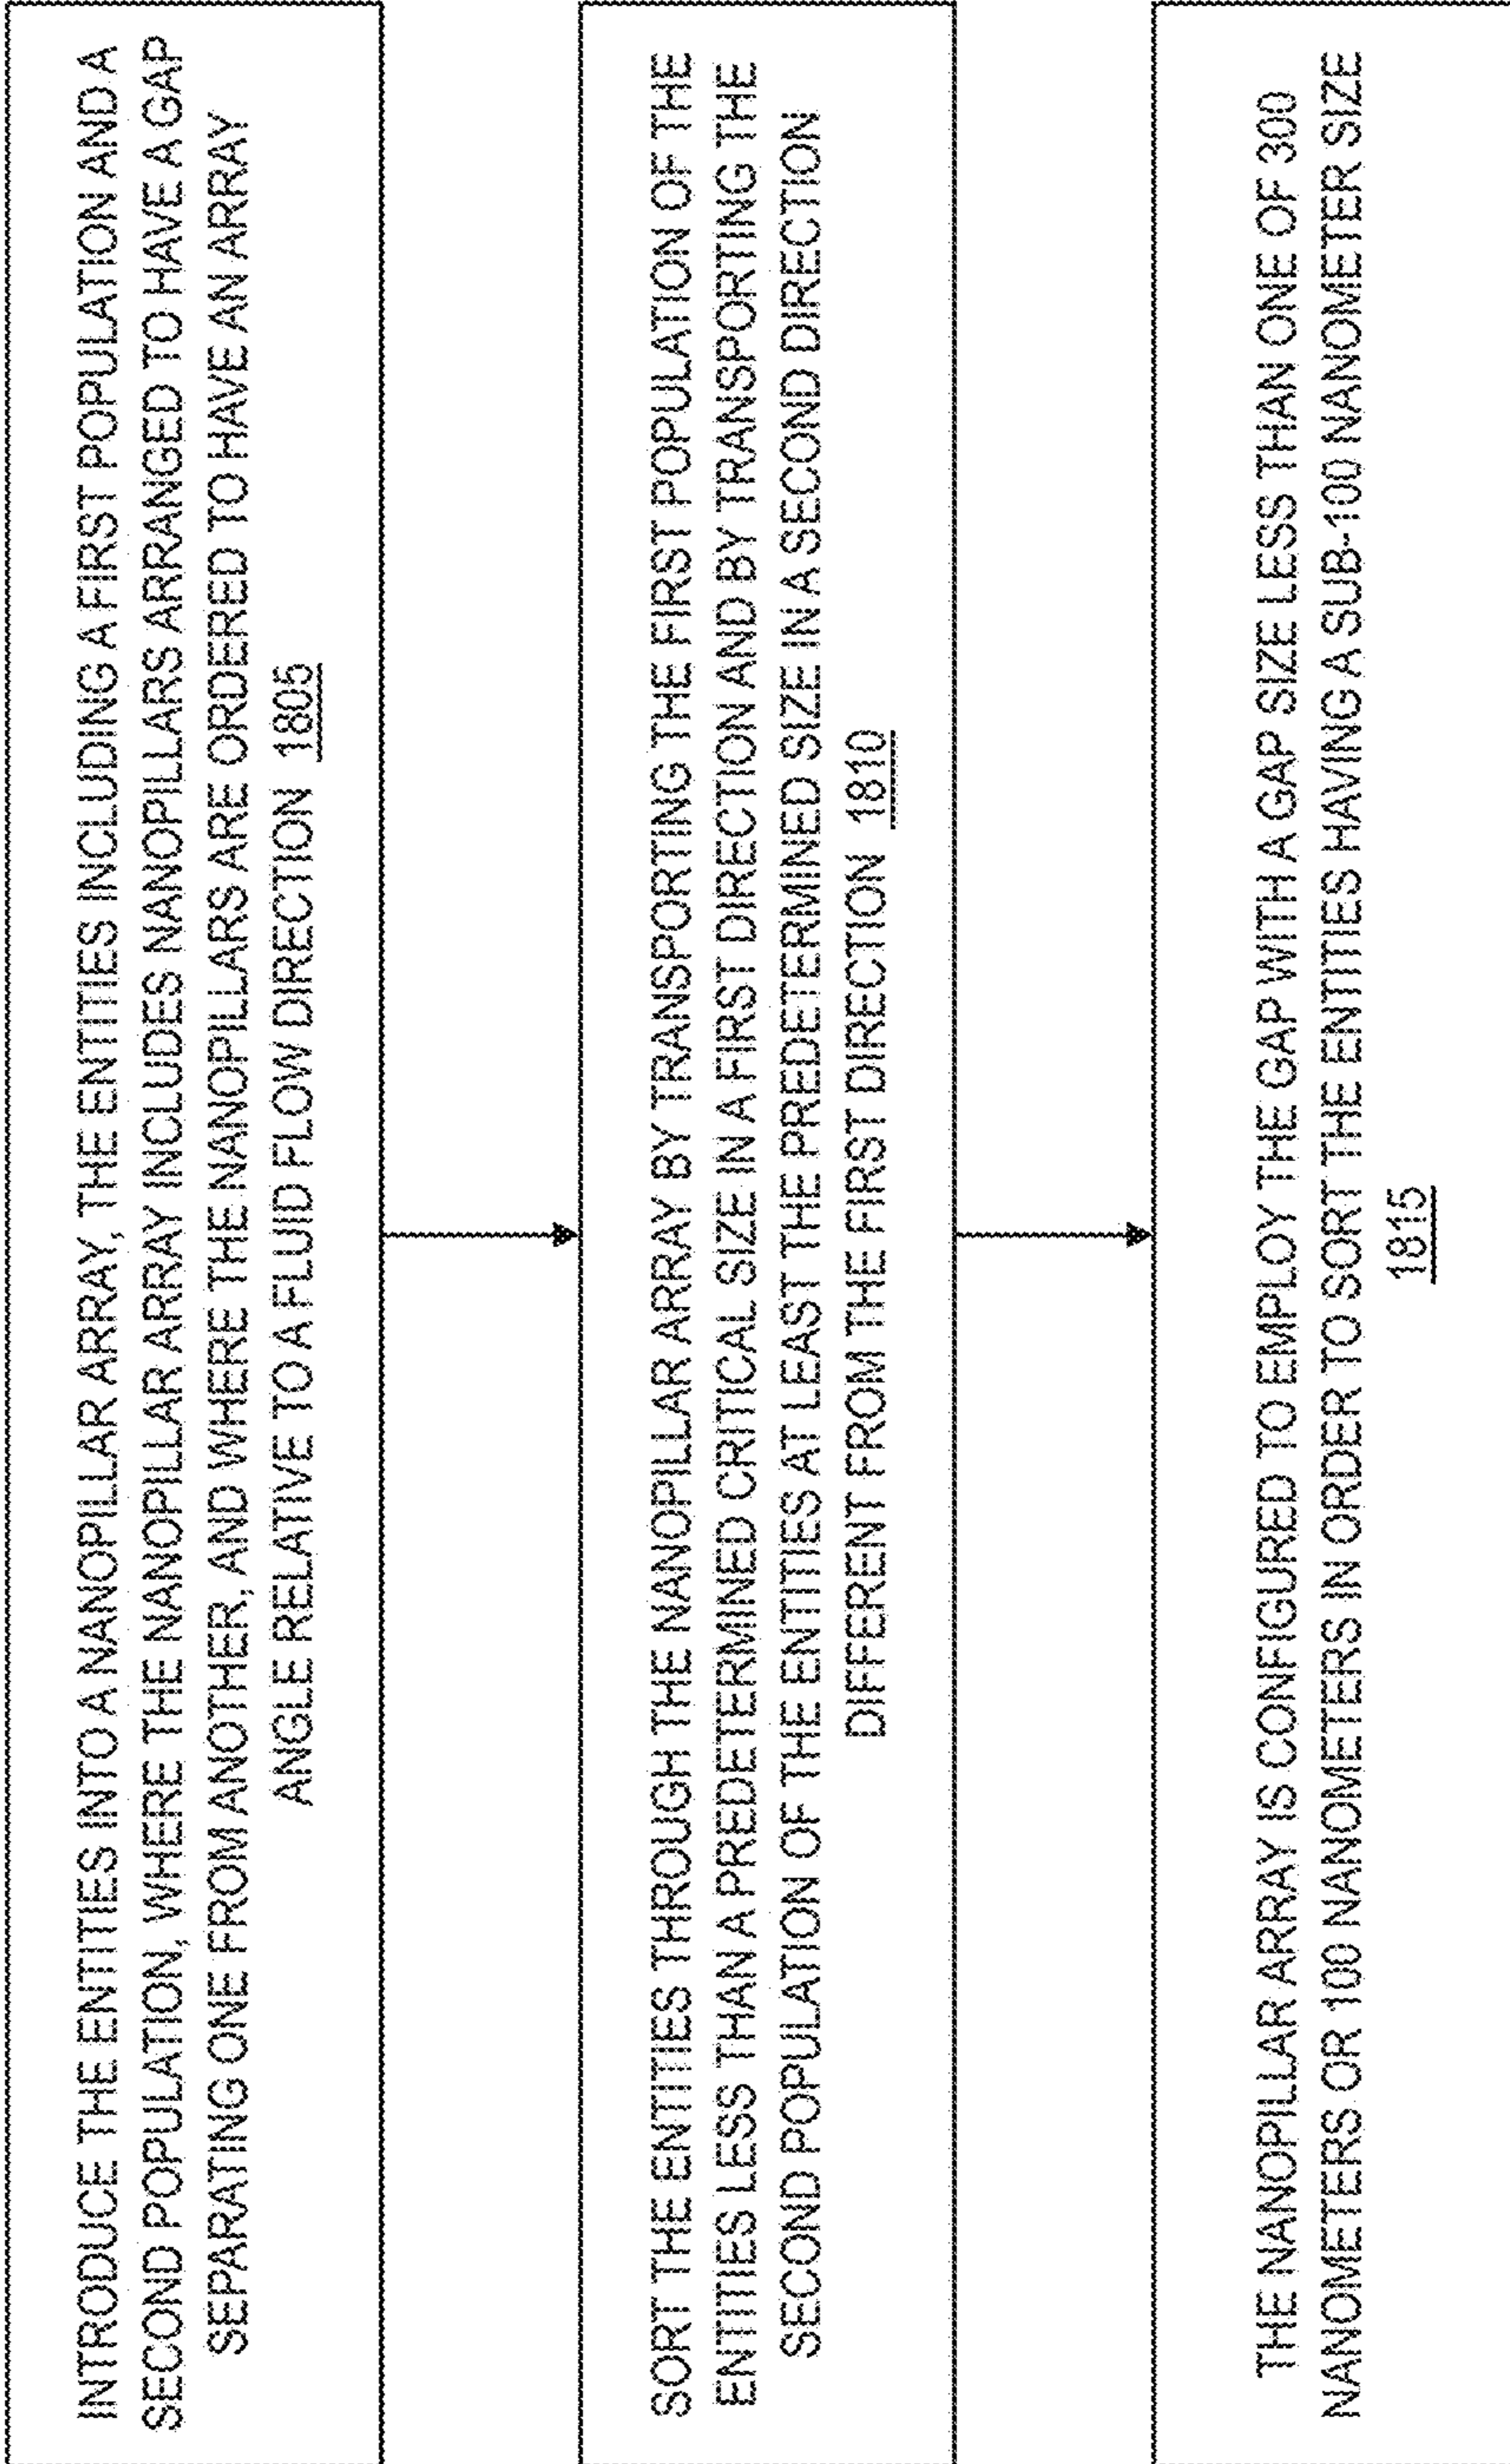 INTRODUCE THE ENTITIES INTO A NANOPILLAR ARRAY, THE ENTITIES INCLUDING A FIRST POPULATION AND A
SECOND POPULATION, WHERE THE NANOPILLAR ARRAY INCLUDES NANOPILLARS ARRANGED TO HAVE A GAP
SEPARATING ONE FROM ANOTHER, AND WHERE THE NANOPILLARS ARE ORDERED TO HAVE AN ARRAY
ANGLE RELATIVE TO A FLUID FLOW DIRECTION 1805
SORT THE ENTITIES THROUGH THE NANOPILLAR ARRAY BY TRANSPORTING THE FIRST POPULATION OF THE
ENTITIES LESS THAN A PREDETERMINED CRITICAL SIZE IN A FIRST DIRECTION AND BY TRANSPORTING THE
SECOND POPULATION OF THE ENTITIES AT LEAST THE PREDETERMINED SIZE IN A SECOND DIRECTION
DIFFERENT FROM THE FIRST DIRECTION 1810
THE NANOPILLAR ARRAY IS CONFIGURED TO EMPLOY THE GAP WITH A GAP SIZE LESS THAN ONE OF 300
NANOMETERS OR 100 NANOMETERS IN ORDER TO SORT THE ENTITIES HAVING A SUB-100 NANOMETER SIZE
1815